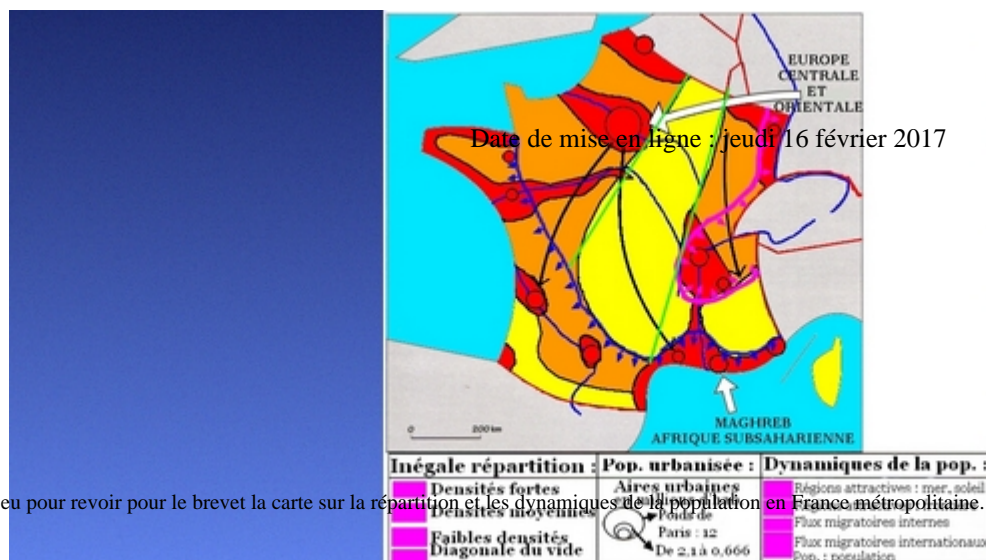 EUROPE
CENTRALE
ET
ORIENTALE
Date de mise en ligne : jeudi 16 février 2017
0 200 km
MAGHREB
AFRIQUE SUBSAHARIENNE
Inégale répartition :
Densités fortes
Densités moyennes
Faibles densités
Diagonale du vide
Pop. urbanisée :
Aires urbaines
Poids de
Paris : 12
De 2,1 à 0,666
Dynamiques de la pop. :
Régions attractives : mer, soleil
Flux migratoires internes
Flux migratoires internationaux
Pop. : population
eu pour revoir pour le brevet la carte sur la répartition et les dynamiques de la population en France métropolitaine.